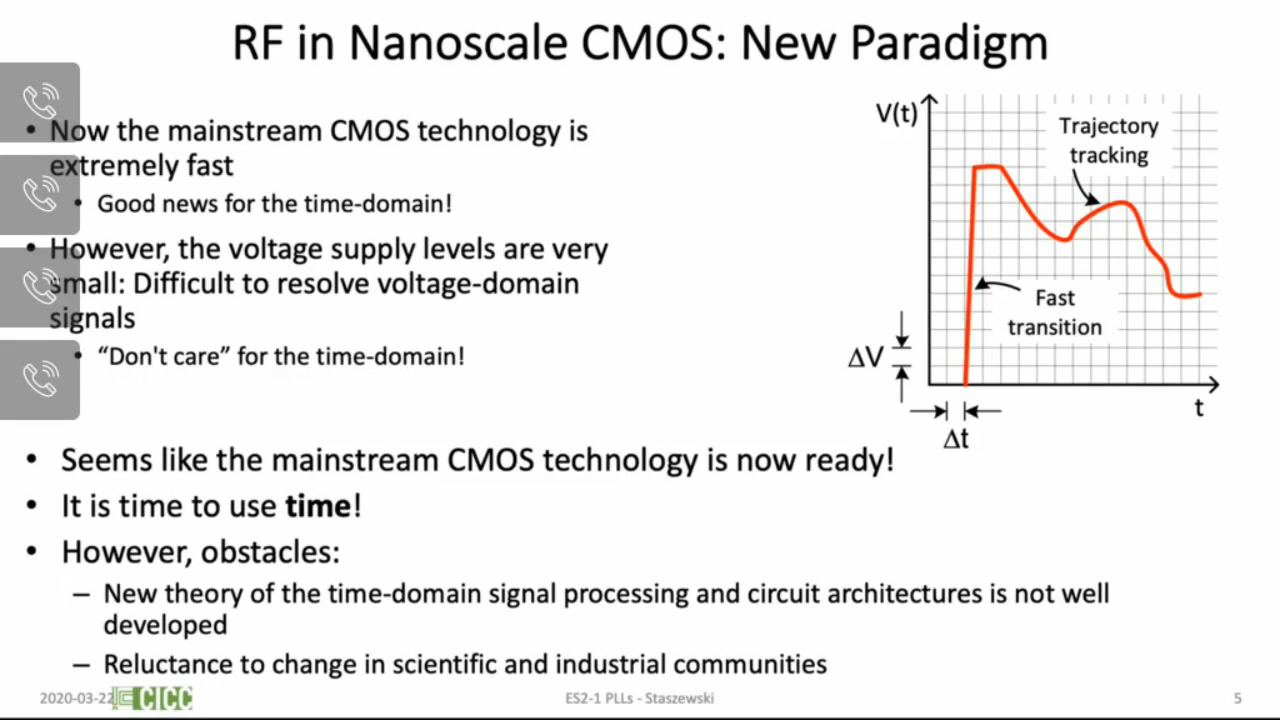 RF in Nanoscale CMOS: New Paradigm
• Now the mainstream CMOS technology is
extremely fast
• Good news for the time-domain!
• However, the voltage supply levels are very
small: Difficult to resolve voltage-domain
signals
• “Don't care” for the time-domain!
V(t)
Trajectory
tracking
Fast
transition
ΔV
t
Δt
• Seems like the mainstream CMOS technology is now ready!
• It is time to use time!
• However, obstacles:
– New theory of the time-domain signal processing and circuit architectures is not well
developed
– Reluctance to change in scientific and industrial communities
2020-03-22
CICC
ES2-1 PLLs - Staszewski
5